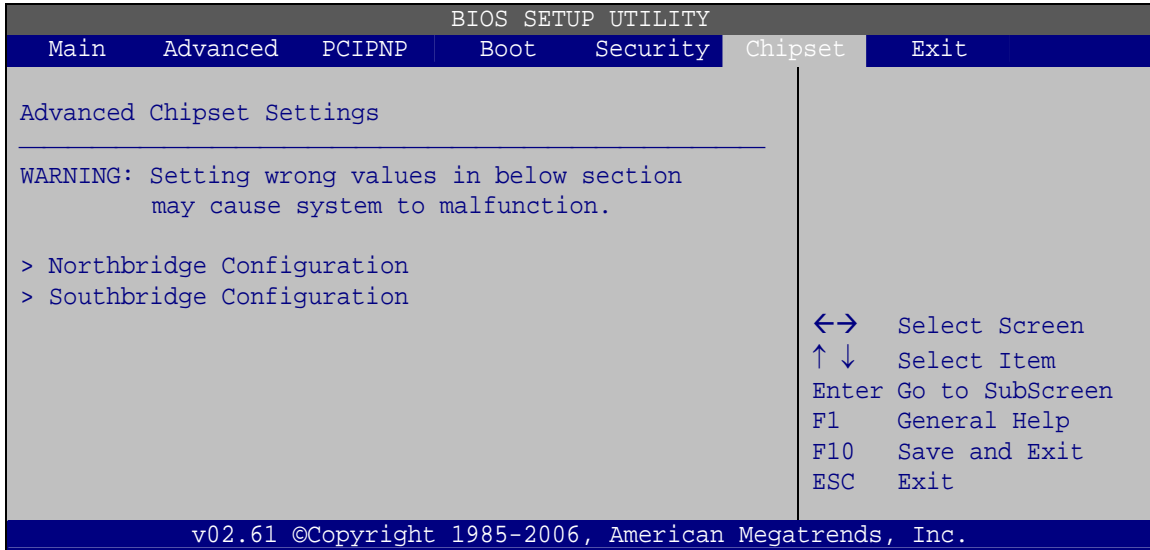 BIOS SETUP UTILITY
Main Advanced PCIPNP Boot Security Chipset Exit
Advanced Chipset Settings
WARNING: Setting wrong values in below section
may cause system to malfunction.
> Northbridge Configuration
> Southbridge Configuration
←→ Select Screen
↑ ↓ Select Item
Enter Go to SubScreen
F1 General Help
F10 Save and Exit
ESC Exit
v02.61 ©Copyright 1985-2006, American Megatrends, Inc.